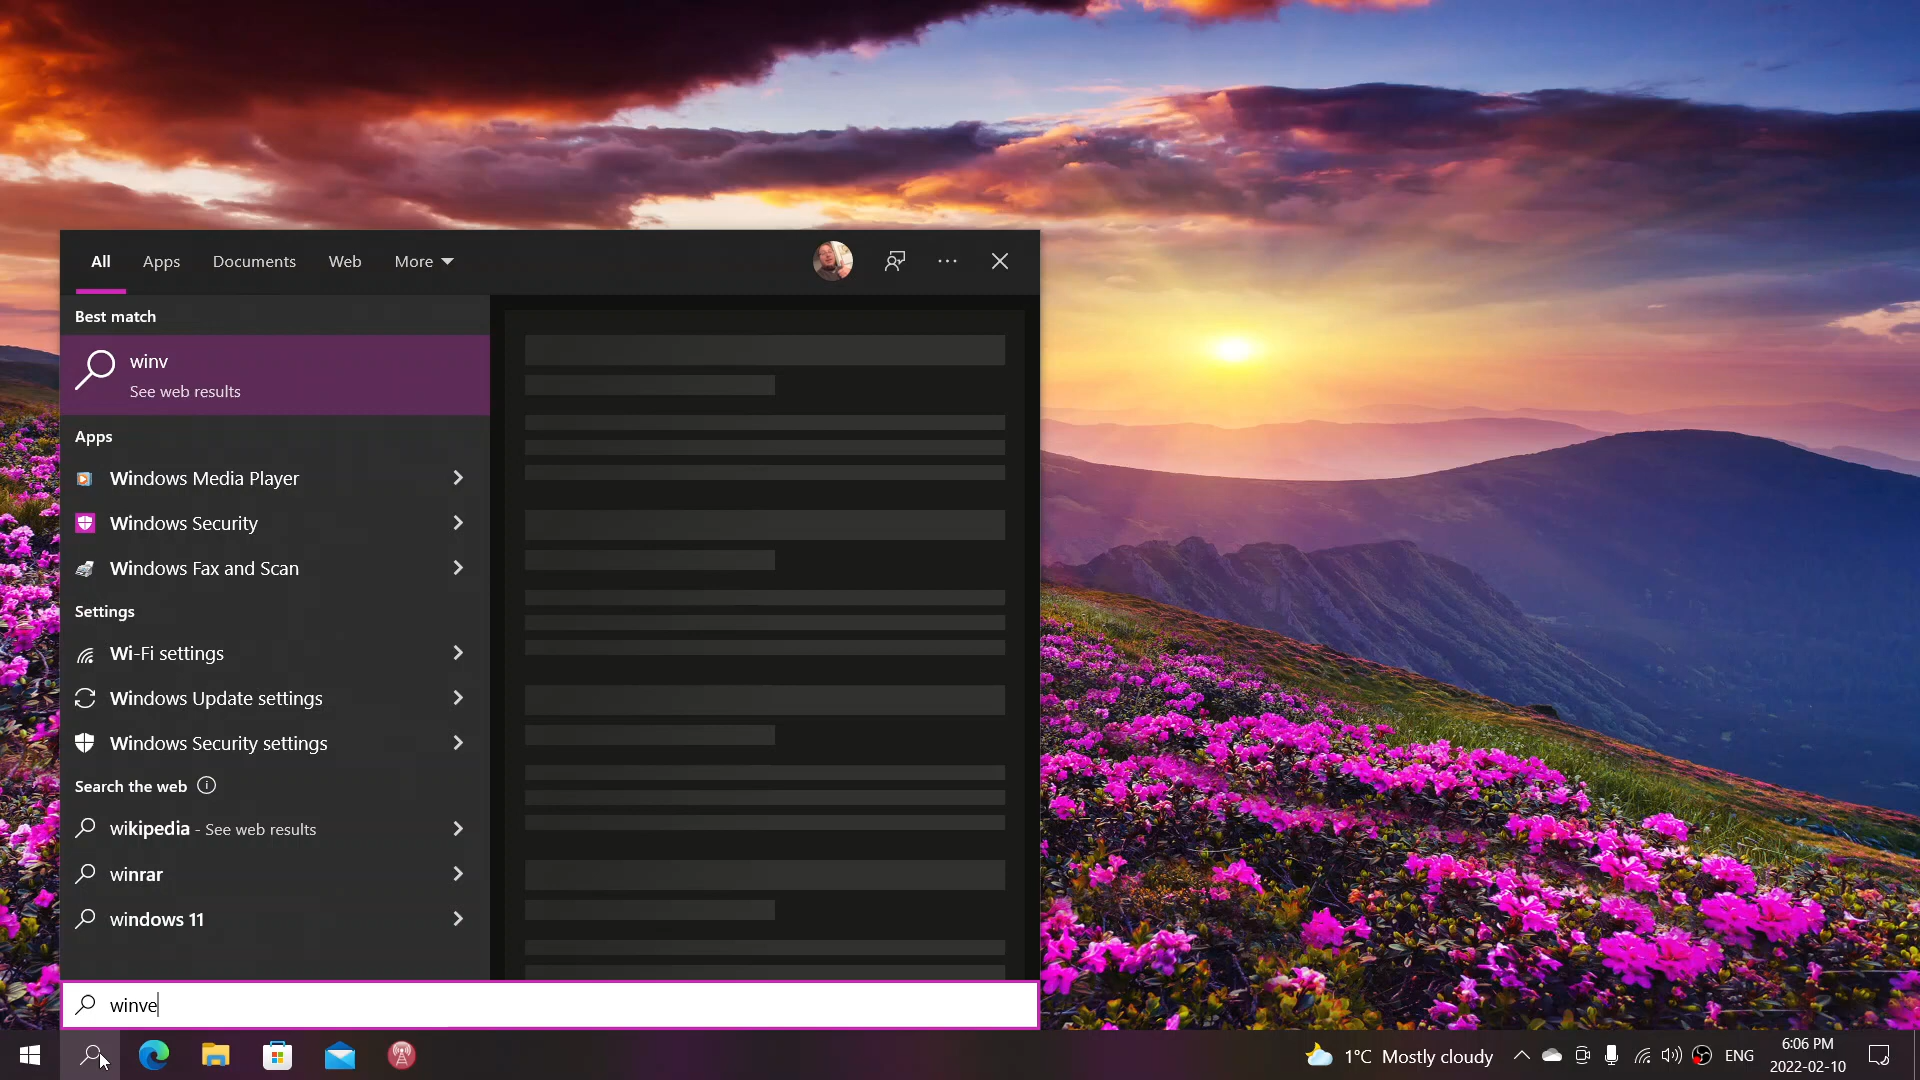 All Apps Documents Web More
Best match
winv
See web results
Apps
Windows Media Player
Windows Security
Windows Fax and Scan
Settings
Wi-Fi settings
Windows Update settings
Windows Security settings
Search the web
wikipedia - See web results
winrar
windows 11
winve
1°C Mostly cloudy
ENG
6:06 PM
2022-02-10